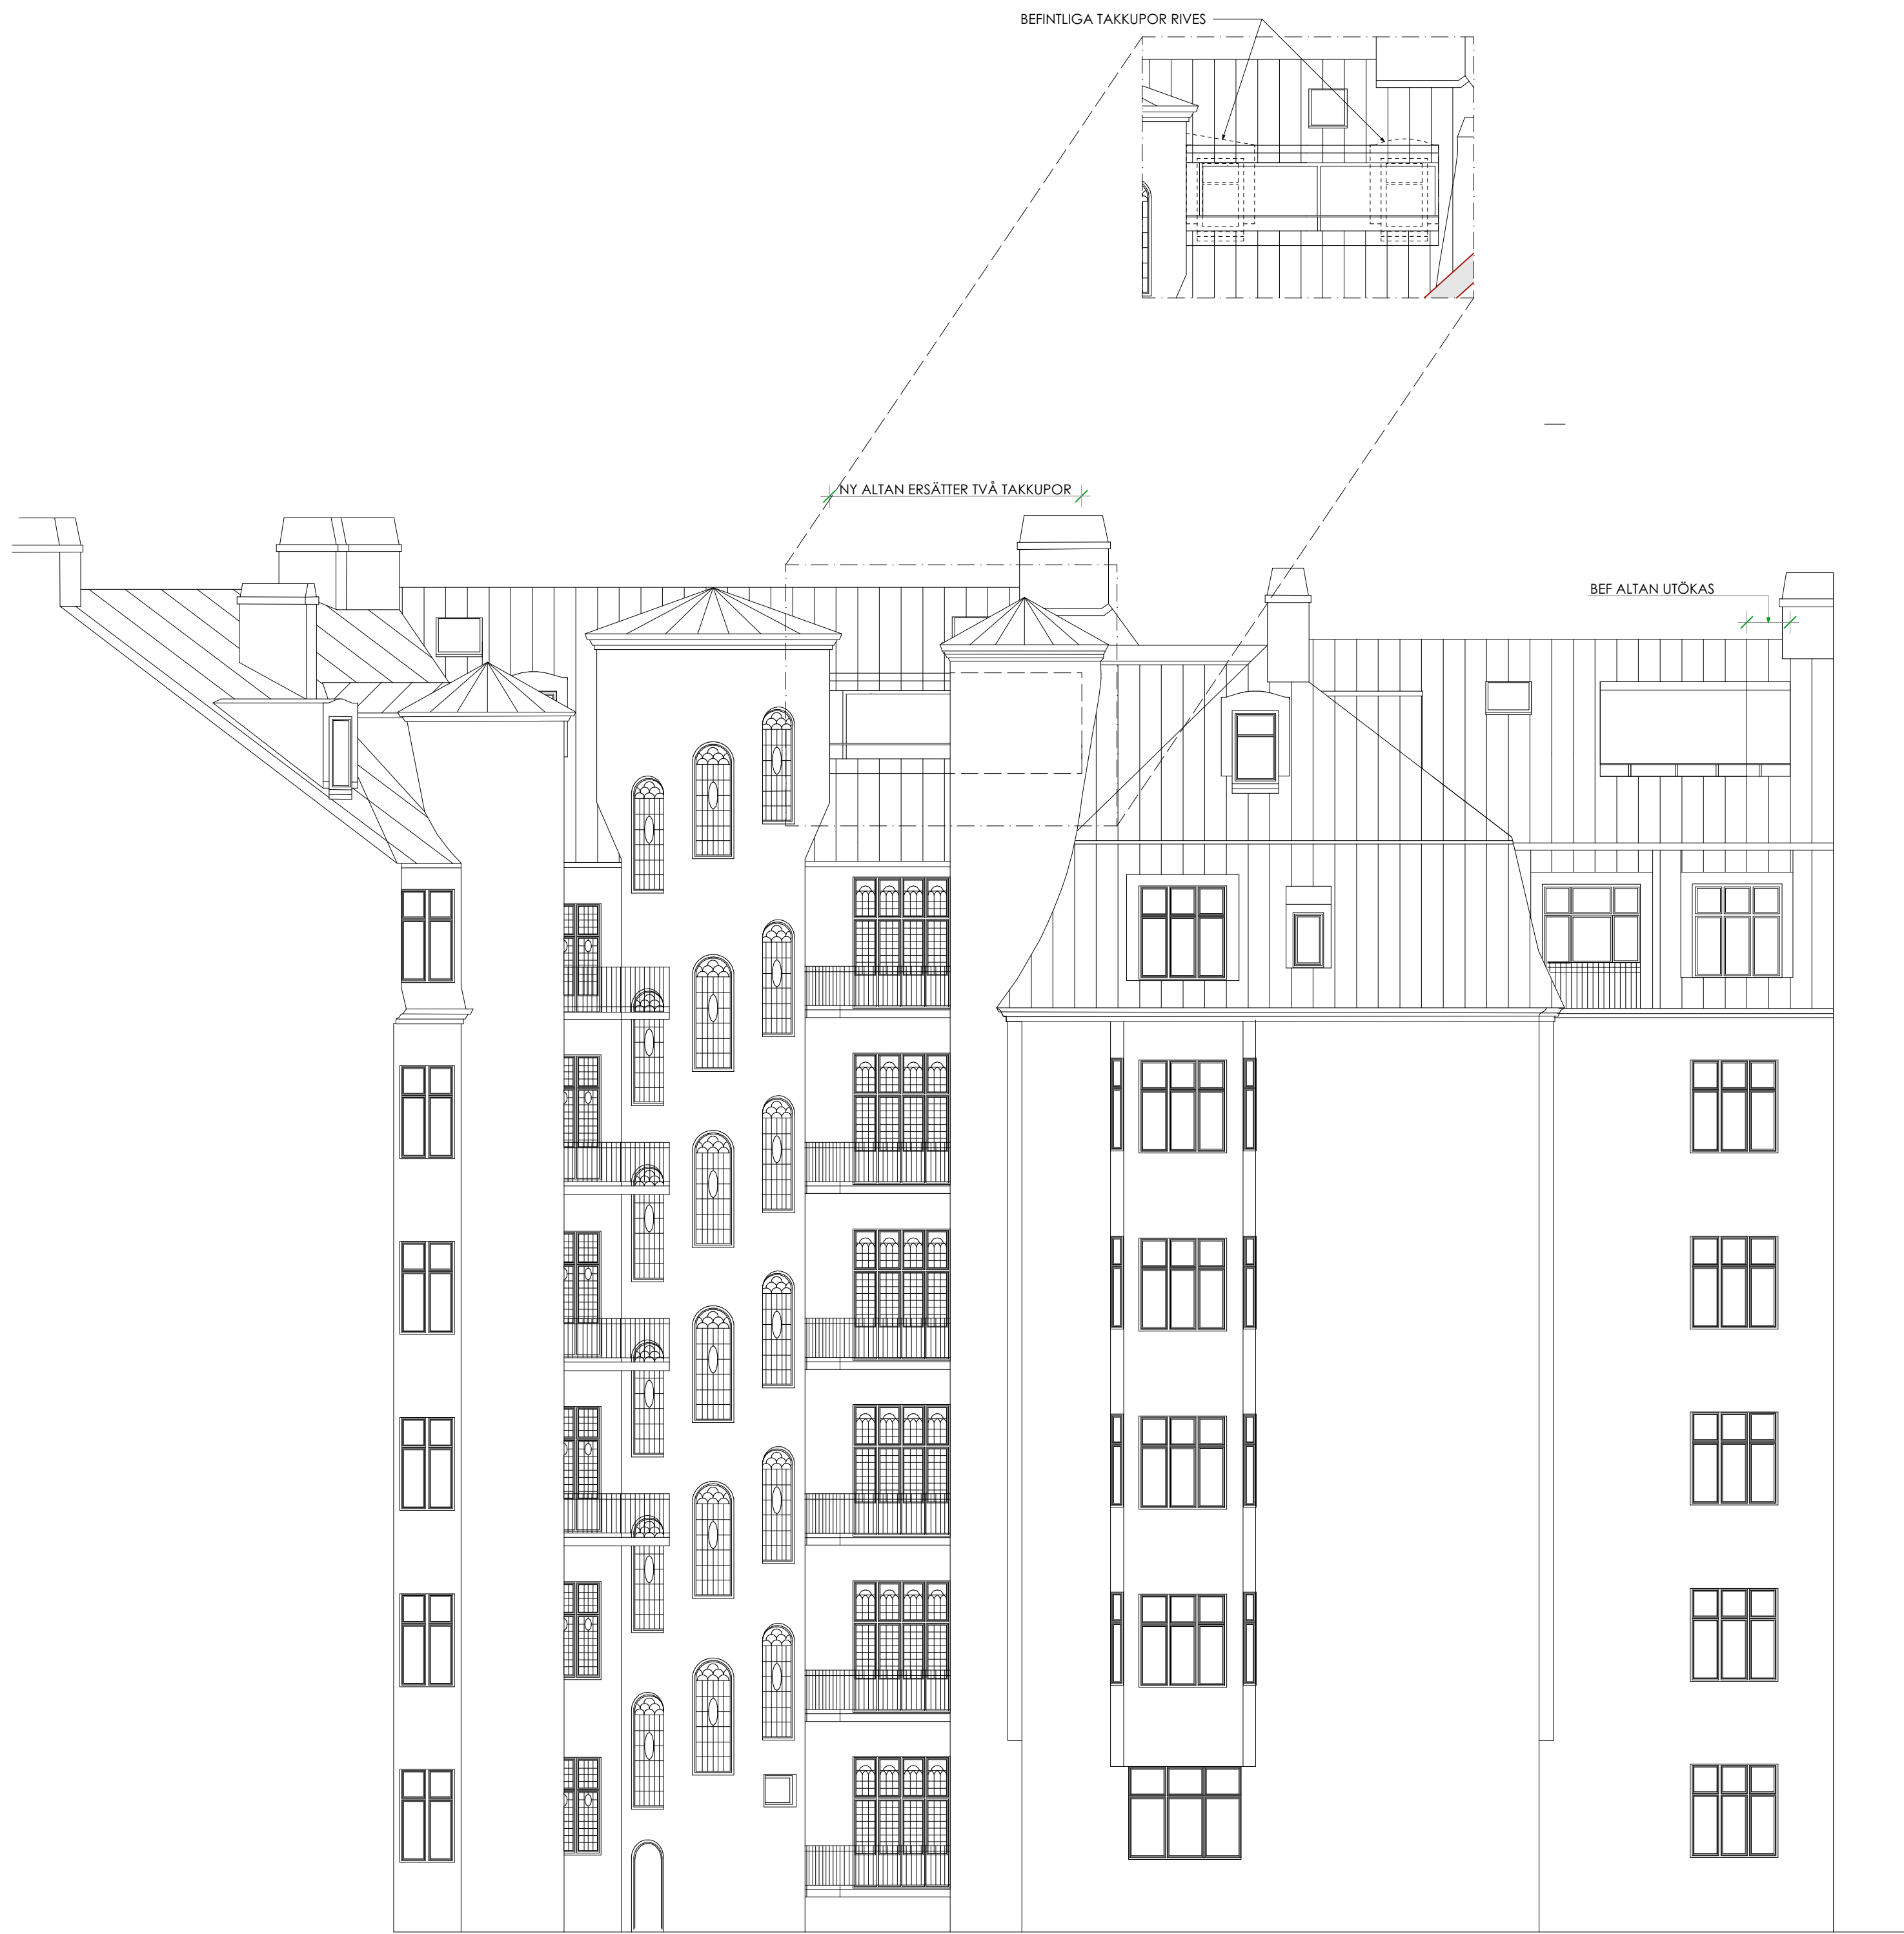 BEFINTLIGA TAKKUPOR RIVES
NY ALTAN ERSÄTTER TVÅ TAKKUPOR
BEF ALTAN UTÖKAS